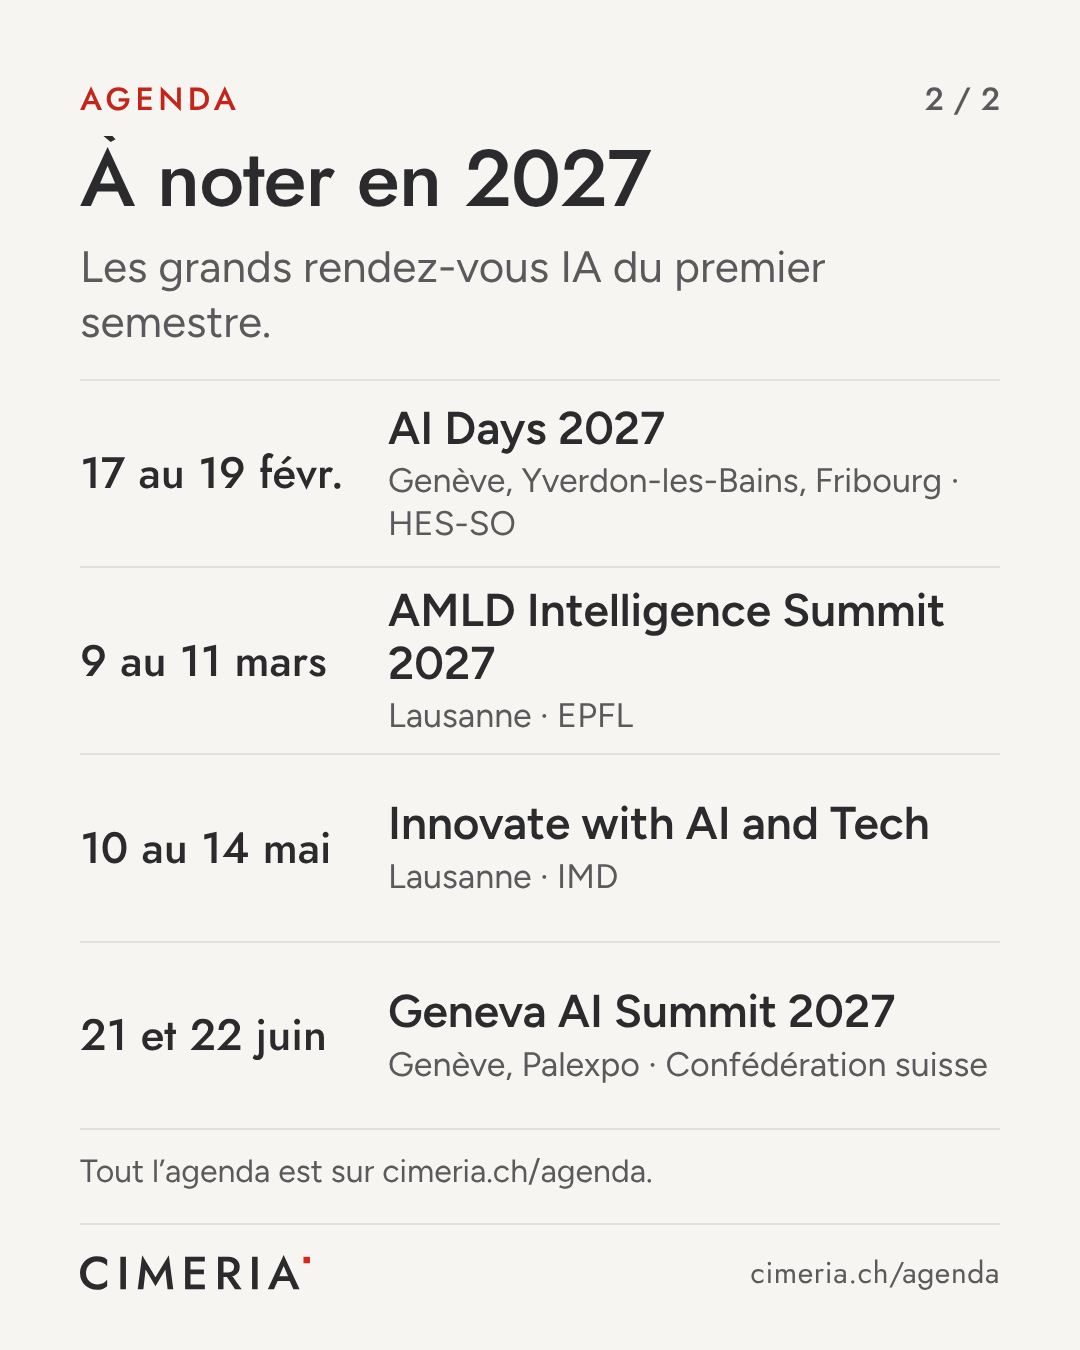 AGENDA
2 / 2
À noter en 2027
Les grands rendez-vous IA du premier
semestre.
17 au 19 févr.
AI Days 2027
Genève, Yverdon-les-Bains, Fribourg ·
HES-SO
9 au 11 mars
AMLD Intelligence Summit
2027
Lausanne · EPFL
10 au 14 mai
Innovate with AI and Tech
Lausanne · IMD
21 et 22 juin
Geneva AI Summit 2027
Genève, Palexpo · Confédération suisse
Tout l’agenda est sur cimeria.ch/agenda.
CIMERIA
cimeria.ch/agenda